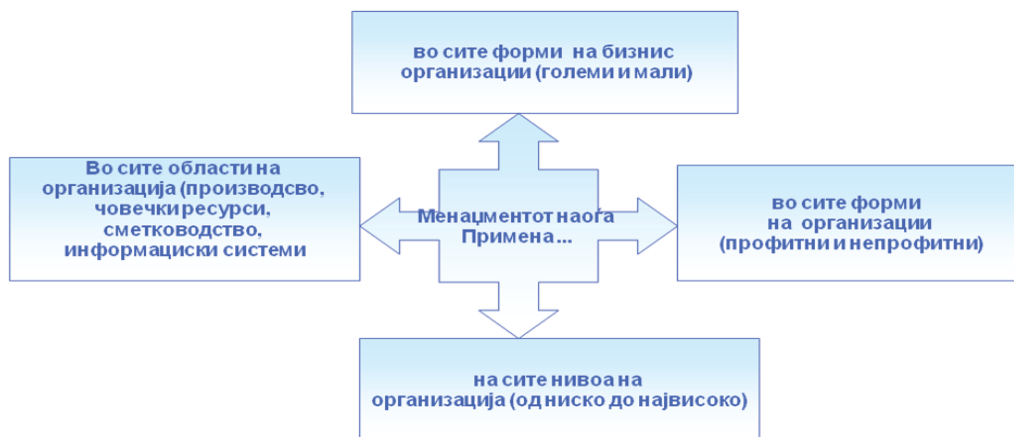 во сите форми на бизнис
организации (големи и мали)
Во сите области на
организација (производсво,
човечки ресурси,
сметководство,
информациски системи
Менаџментот наоѓа
Примена...
во сите форми
на организации
(профитни и непрофитни)
на сите нивоа на
организација (од ниско до највисоко)